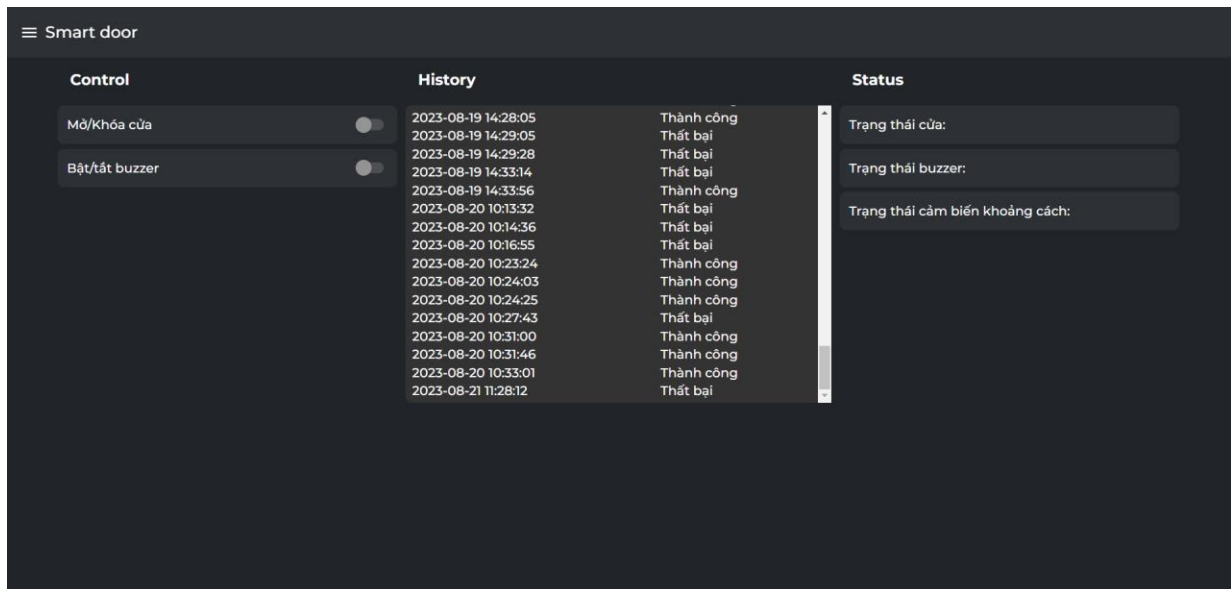 Smart door
Control
Mở/Khóa cửa
Bật/tắt buzzer
History
2023-08-19 14:28:05 Thành công
2023-08-19 14:29:05 Thất bại
2023-08-19 14:29:28 Thất bại
2023-08-19 14:33:14 Thất bại
2023-08-19 14:33:56 Thành công
2023-08-20 10:13:32 Thất bại
2023-08-20 10:14:36 Thất bại
2023-08-20 10:16:55 Thất bại
2023-08-20 10:23:24 Thành công
2023-08-20 10:24:03 Thành công
2023-08-20 10:24:25 Thành công
2023-08-20 10:27:43 Thất bại
2023-08-20 10:31:00 Thành công
2023-08-20 10:31:46 Thành công
2023-08-20 10:33:01 Thành công
2023-08-21 11:28:12 Thất bại
Status
Trạng thái cửa:
Trạng thái buzzer:
Trạng thái cảm biến khoảng cách: